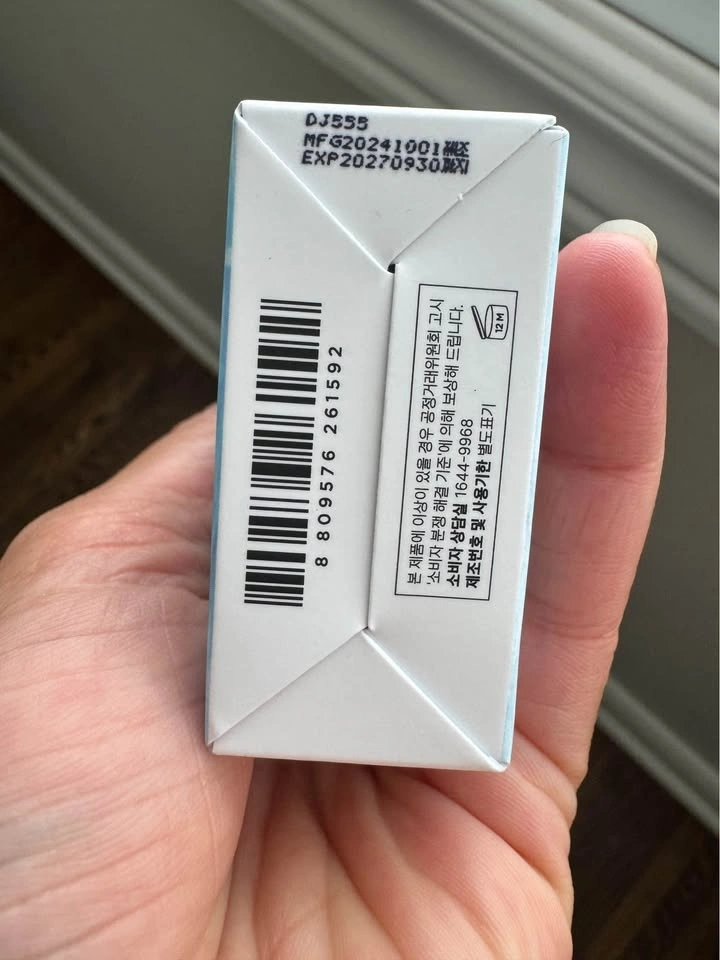 DJ555
MFG20241001제조
EXP20270930까지
8 809576 261592
본 제품에 이상이 있을 경우 공정거래위원회 고시
'소비자 분쟁 해결 기준'에 의해 보상해 드립니다.
소비자 상담실 1644-9968
제조번호 및 사용기한 별도표기
12 M